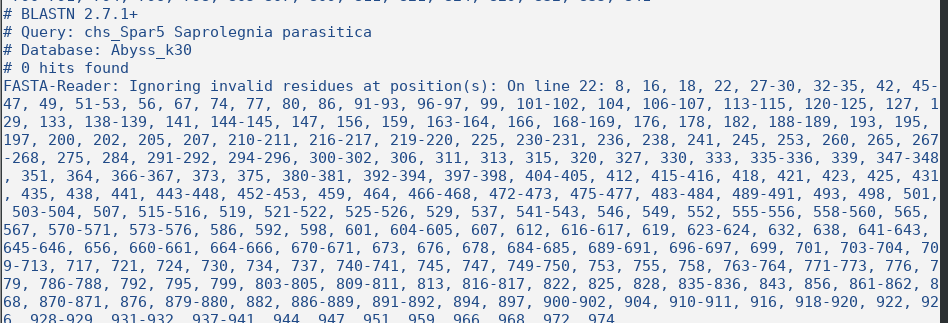 # BLASTN 2.7.1+
# Query: chs_Spar5 Saprolegnia parasitica
# Database: Abyss_k30
# 0 hits found
FASTA-Reader: Ignoring invalid residues at position(s): On line 22: 8, 16, 18, 22, 27-30, 32-35, 42, 45-
47, 49, 51-53, 56, 67, 74, 77, 80, 86, 91-93, 96-97, 99, 101-102, 104, 106-107, 113-115, 120-125, 127, 1
29, 133, 138-139, 141, 144-145, 147, 156, 159, 163-164, 166, 168-169, 176, 178, 182, 188-189, 193, 195,
197, 200, 202, 205, 207, 210-211, 216-217, 219-220, 225, 230-231, 236, 238, 241, 245, 253, 260, 265, 267
-268, 275, 284, 291-292, 294-296, 300-302, 306, 311, 313, 315, 320, 327, 330, 333, 335-336, 339, 347-348
, 351, 364, 366-367, 373, 375, 380-381, 392-394, 397-398, 404-405, 412, 415-416, 418, 421, 423, 425, 431
, 435, 438, 441, 443-448, 452-453, 459, 464, 466-468, 472-473, 475-477, 483-484, 489-491, 493, 498, 501,
503-504, 507, 515-516, 519, 521-522, 525-526, 529, 537, 541-543, 546, 549, 552, 555-556, 558-560, 565,
567, 570-571, 573-576, 586, 592, 598, 601, 604-605, 607, 612, 616-617, 619, 623-624, 632, 638, 641-643,
645-646, 656, 660-661, 664-666, 670-671, 673, 676, 678, 684-685, 689-691, 696-697, 699, 701, 703-704, 70
9-713, 717, 721, 724, 730, 734, 737, 740-741, 745, 747, 749-750, 753, 755, 758, 763-764, 771-773, 776, 7
79, 786-788, 792, 795, 799, 803-805, 809-811, 813, 816-817, 822, 825, 828, 835-836, 843, 856, 861-862, 8
68, 870-871, 876, 879-880, 882, 886-889, 891-892, 894, 897, 900-902, 904, 910-911, 916, 918-920, 922, 92
6, 928-929, 931-932, 937-941, 944, 947, 951, 959, 966, 968, 972, 974